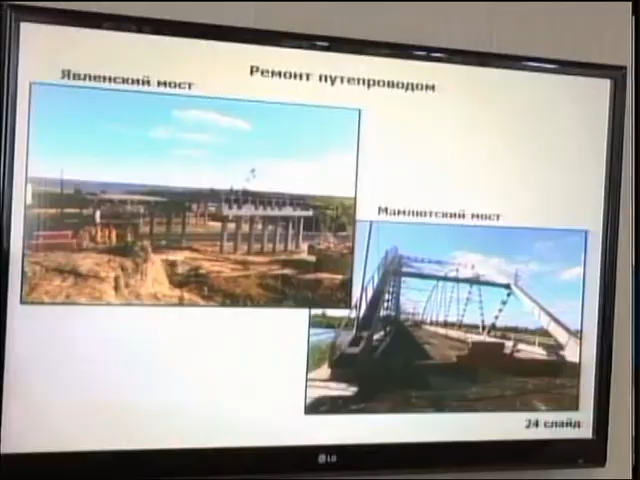 Ремонт путепроводом
Явленский мост
Мамлютский мост
24 слайд
LG